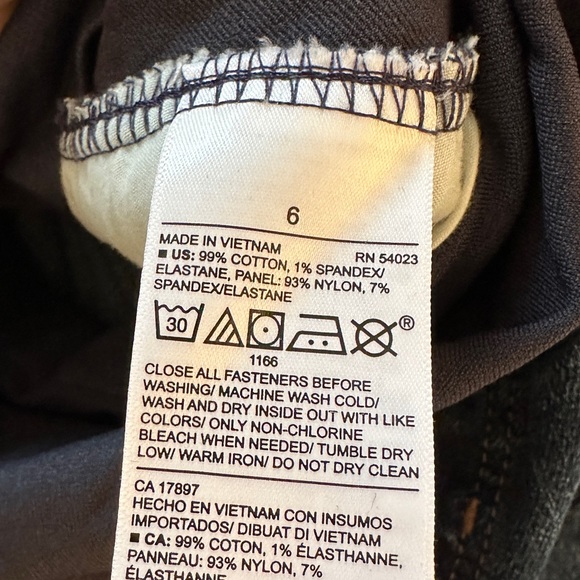 6
MADE IN VIETNAM RN 54023
■ US: 99% COTTON, 1% SPANDEX/
ELASTANE, PANEL: 93% NYLON, 7%
SPANDEX/ELASTANE
30 ®
1166
CLOSE ALL FASTENERS BEFORE
WASHING/ MACHINE WASH COLD/
WASH AND DRY INSIDE OUT WITH LIKE
COLORS/ ONLY NON-CHLORINE
BLEACH WHEN NEEDED/ TUMBLE DRY
LOW/ WARM IRON/ DO NOT DRY CLEAN
CA 17897
HECHO EN VIETNAM CON INSUMOS
IMPORTADOS/ DIBUAT DI VIETNAM
■ CA: 99% COTON, 1% ÉLASTHANNE,
PANNEAU: 93% NYLON, 7%
ÉLASTHANNE